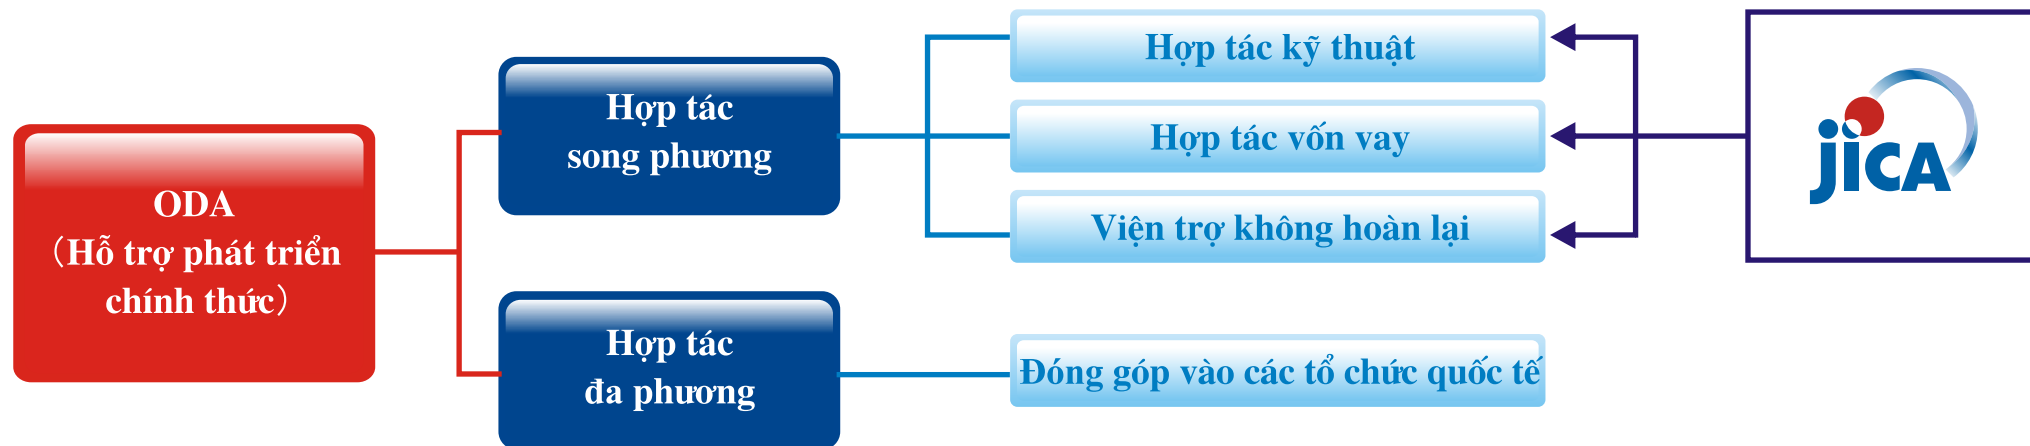 ODA
(Hỗ trợ phát triển
chính thức)
Hợp tác
song phương
Hợp tác
đa phương
Hợp tác kỹ thuật
Hợp tác vốn vay
Viện trợ không hoàn lại
Đóng góp vào các tổ chức quốc tế
jICA